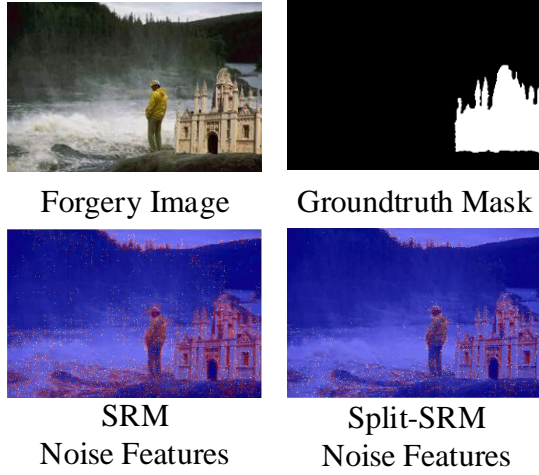 Forgery Image
Groundtruth Mask
SRM
Noise Features
Split-SRM
Noise Features